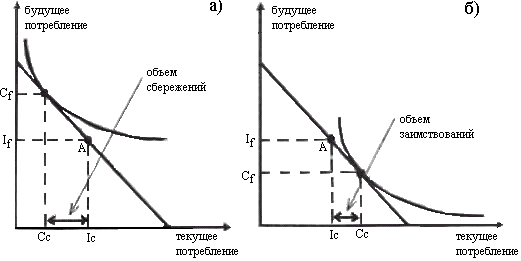 будущее
потребление
а)
объем
сбережений
Cf
If
A
Cc
Ic
текущее
потребление
будущее
потребление
б)
объем
заимствований
If
A
Cf
Ic
Cc
текущее
потребление